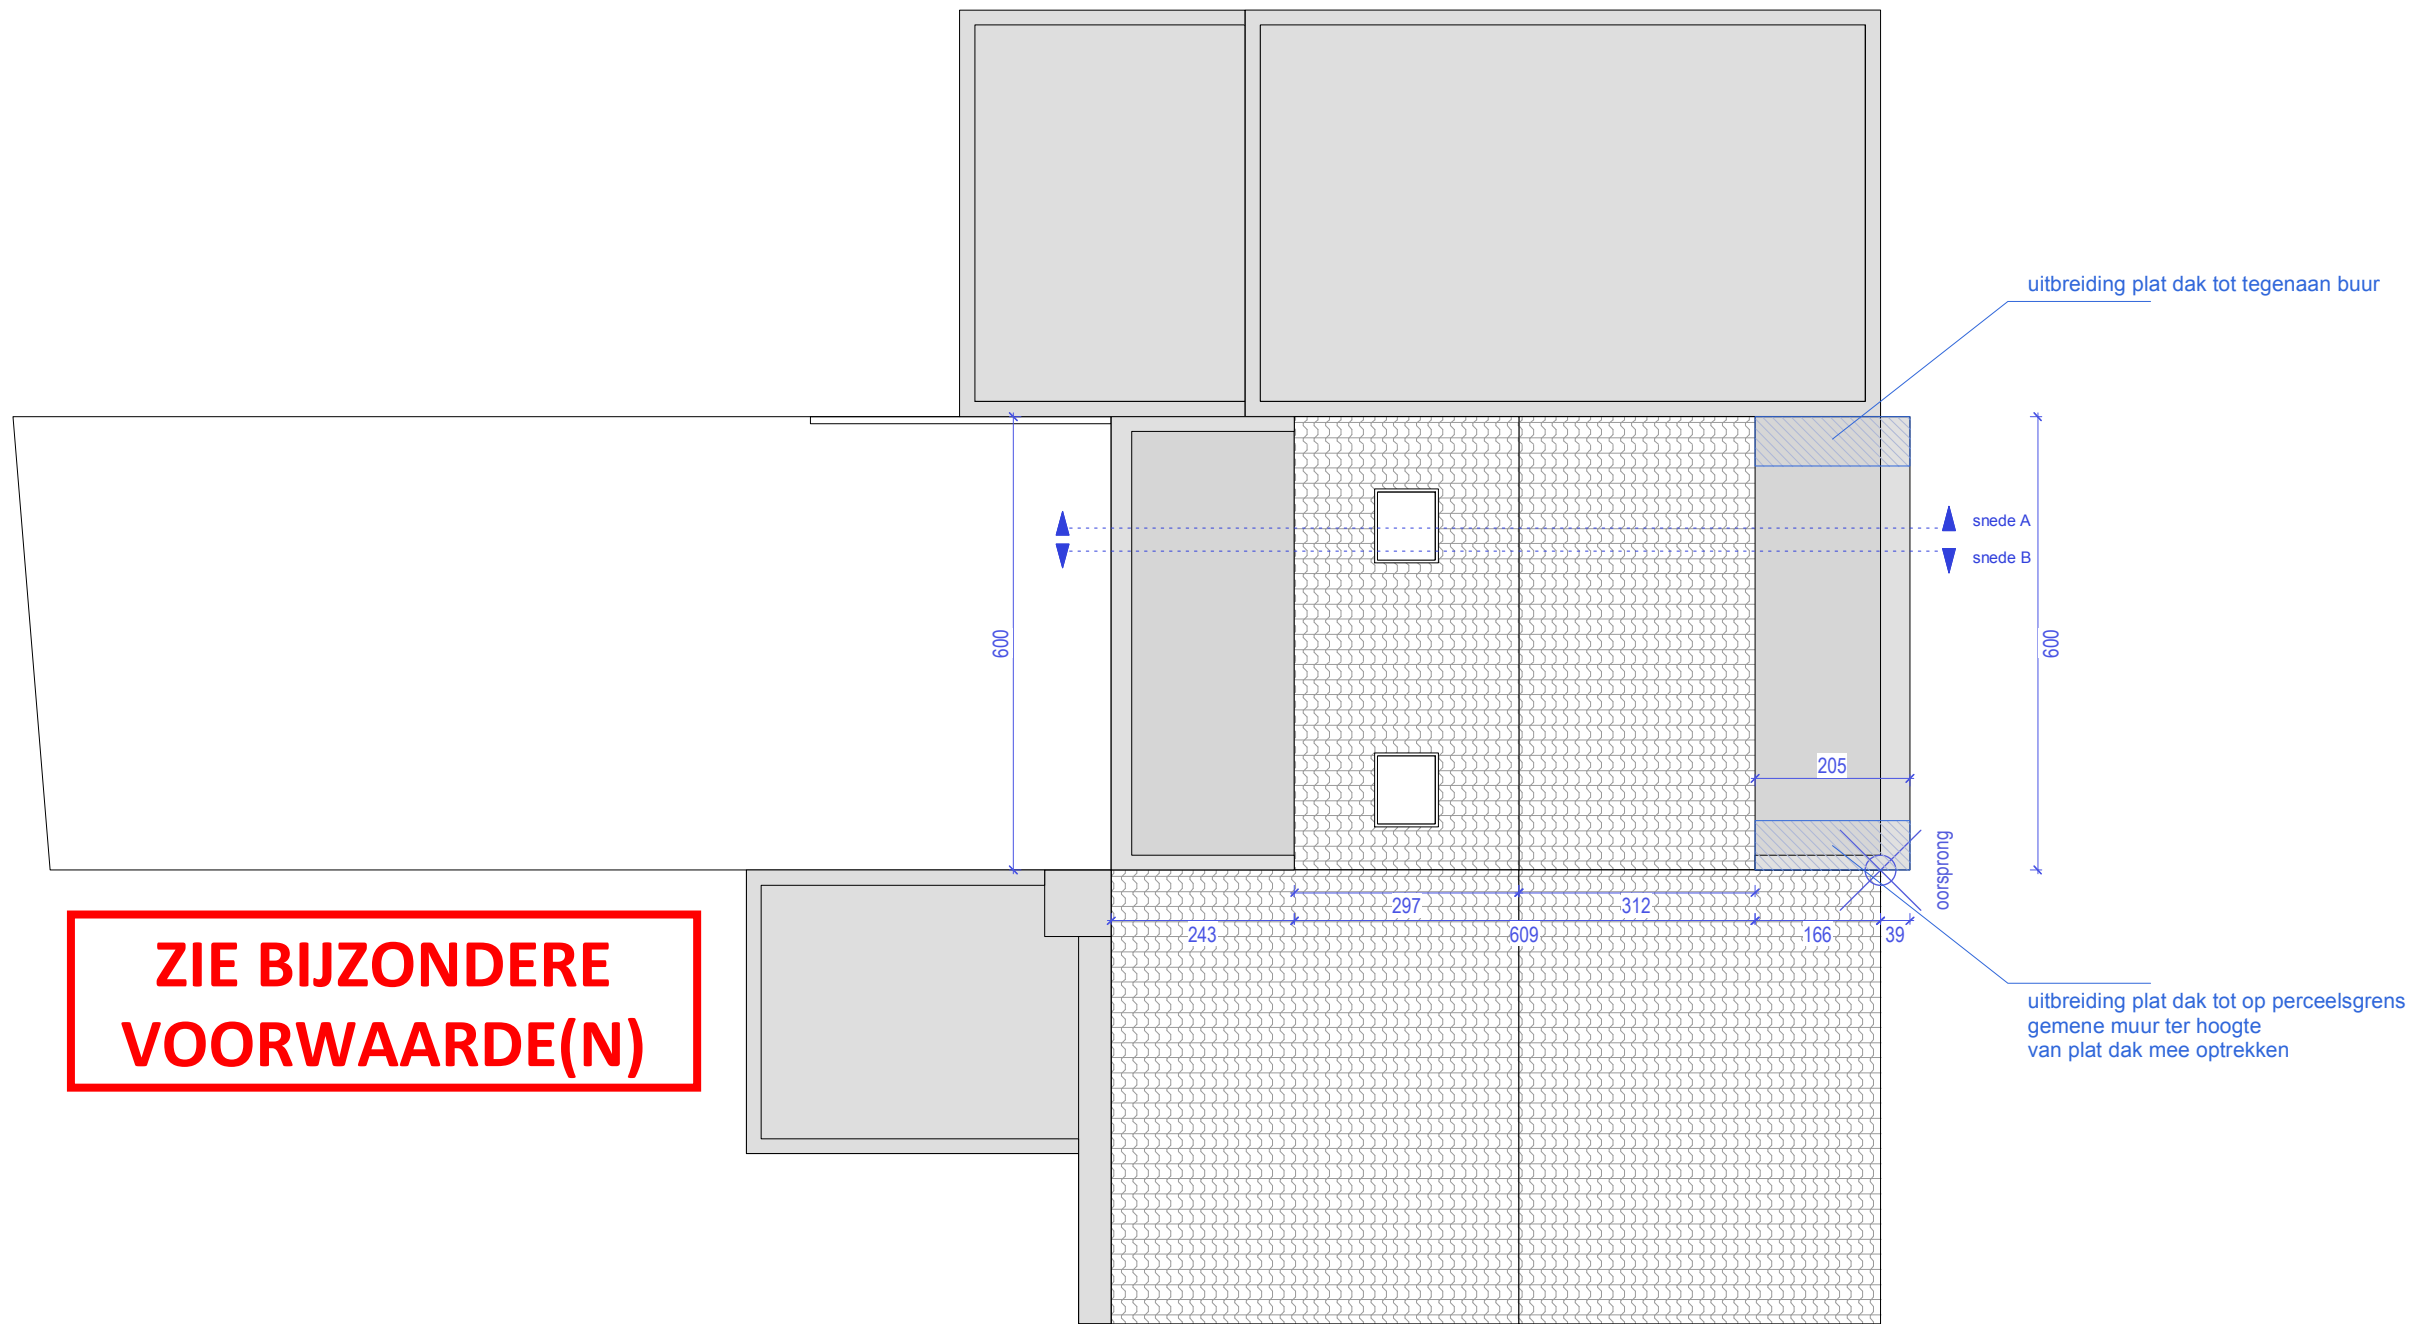 uitbreiding plat dak tot tegenaan buur
snede A
snede B
600
600
205
oorsprong
297
312
243
609
166
39
ZIE BIJZONDERE
VOORWAARDE(N)
uitbreiding plat dak tot op perceelsgrens
gemene muur ter hoogte
van plat dak mee optrekken